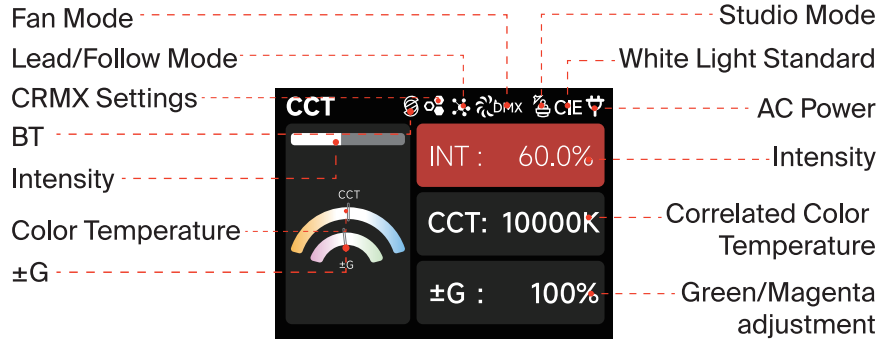 Fan Mode
Lead/Follow Mode
CRMX Settings
BT
Intensity
Color Temperature
±G
CCT
DMX
CIE
CCT
±G
INT : 60.0%
CCT: 10000K
±G : 100%
Studio Mode
White Light Standard
AC Power
Intensity
Correlated Color
Temperature
Green/Magenta
adjustment